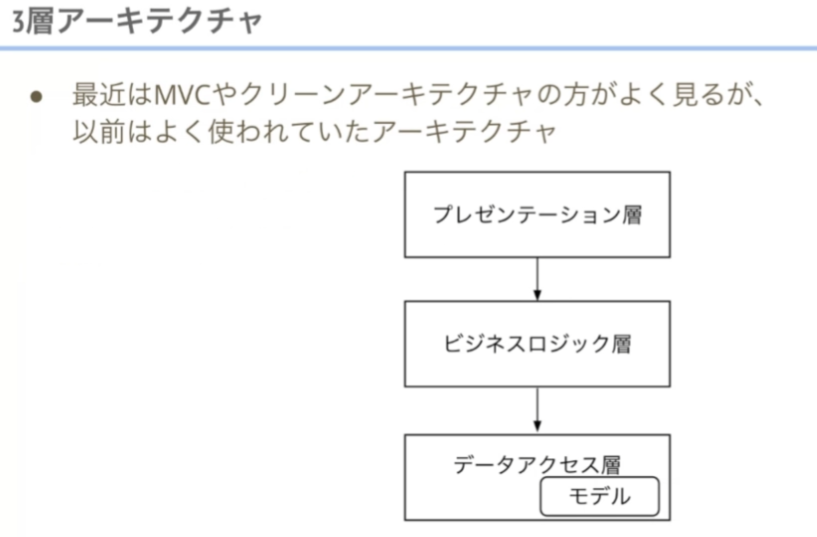 3層アーキテクチャ
● 最近はMVCやクリーンアーキテクチャの方がよく見るが、
以前はよく使われていたアーキテクチャ
プレゼンテーション層
ビジネスロジック層
データアクセス層
モデル